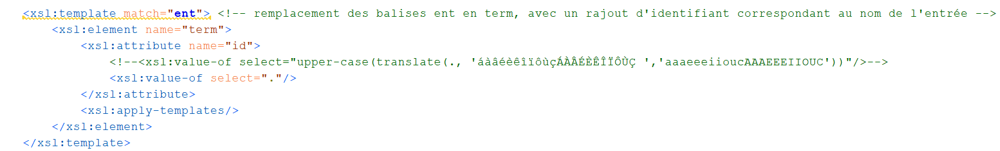 <xsl:template match="ent"> <!-- remplacement des balises ent en term, avec un rajout d'identifiant correspondant au nom de l'entrée -->
<xsl:element name="term">
<xsl:attribute name="id">
<!--<xsl:value-of select="upper-case(translate(., 'áàâéèêîïôùçÁÀÂÉÈÊÎÏÔÙÇ ','aaaeeeiioucAAAEEEIIOUC'))"/>-->
<xsl:value-of select="."/>
</xsl:attribute>
<xsl:apply-templates/>
</xsl:element>
</xsl:template>